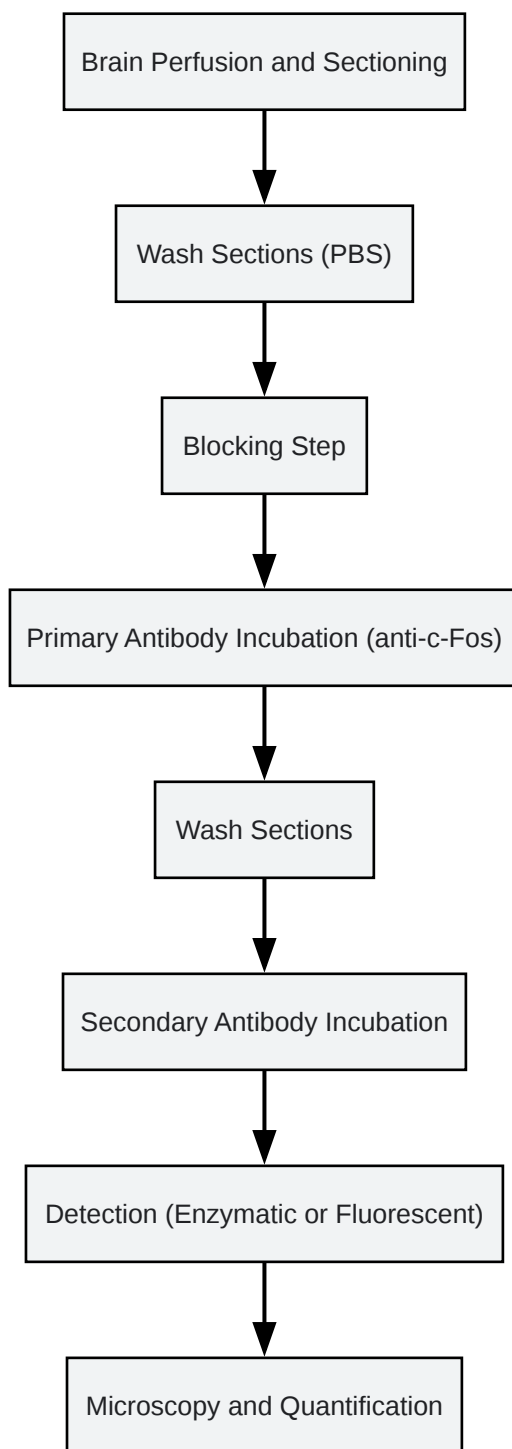 Brain Perfusion and Sectioning
Wash Sections (PBS)
Blocking Step
Primary Antibody Incubation (anti-c-Fos)
Wash Sections
Secondary Antibody Incubation
Detection (Enzymatic or Fluorescent)
Microscopy and Quantification